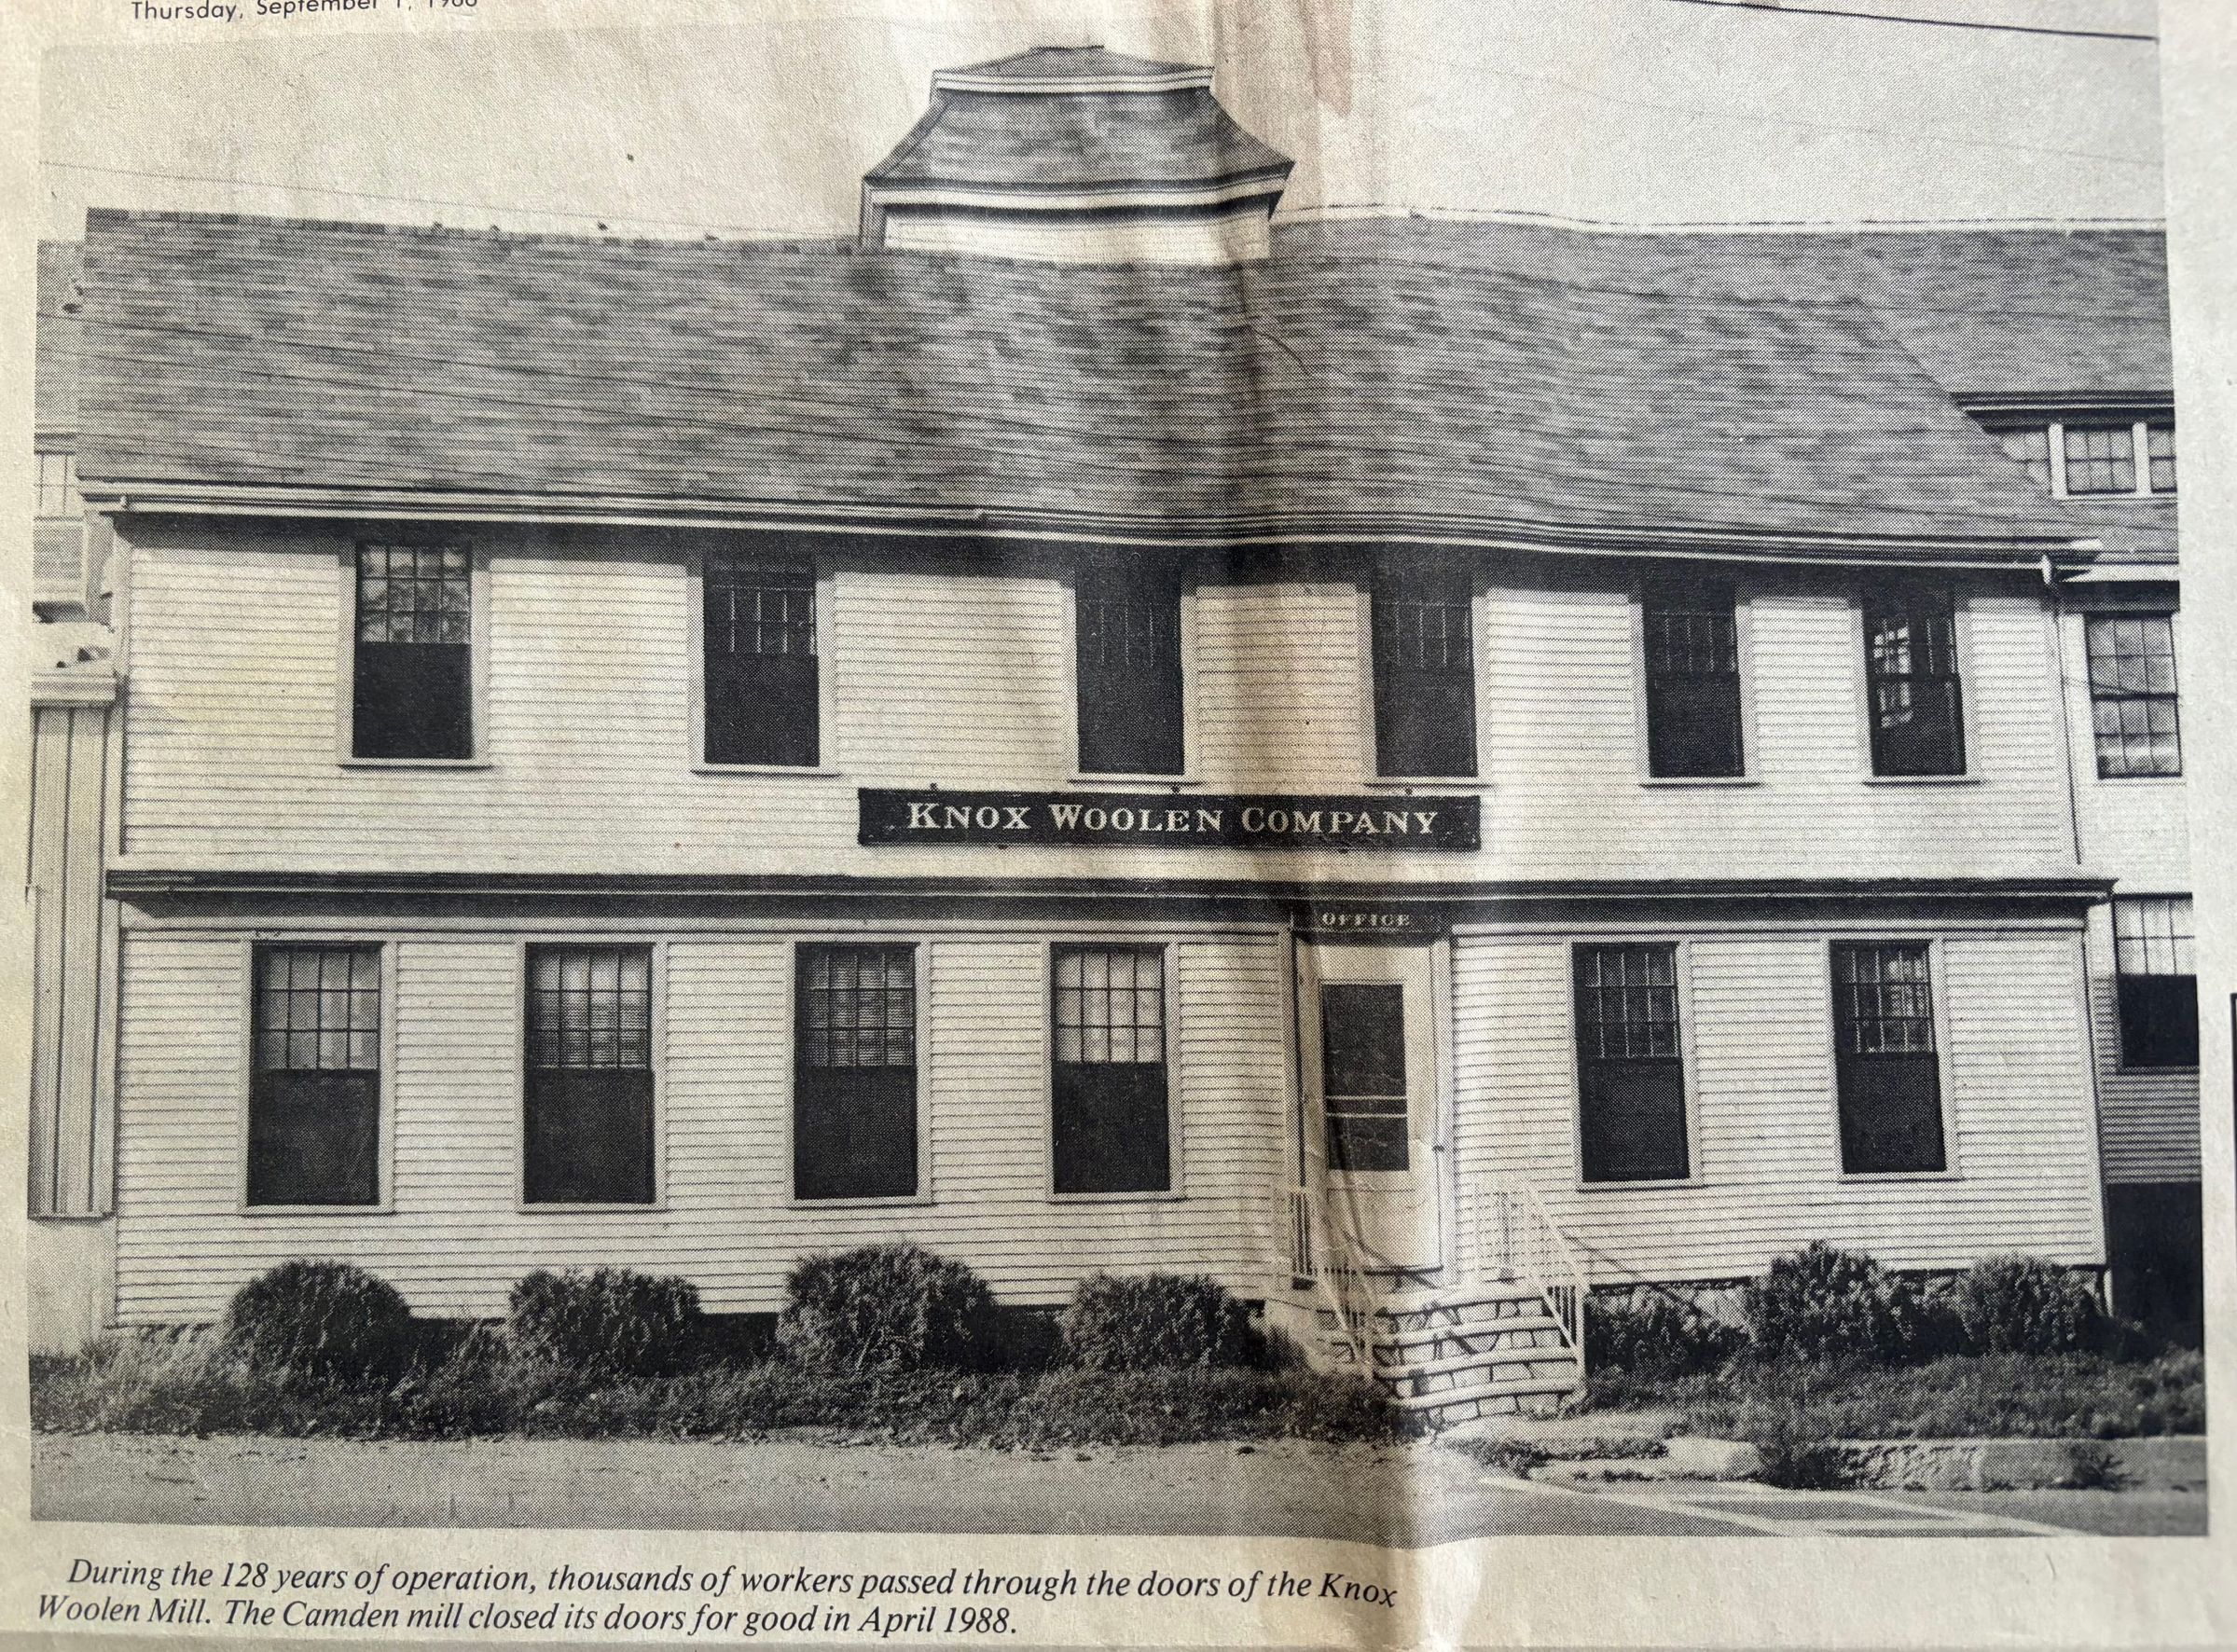 Thursday, September 1, 1988
KNOX WOOLEN COMPANY
OFFICE
During the 128 years of operation, thousands of workers passed through the doors of the Knox
Woolen Mill. The Camden mill closed its doors for good in April 1988.